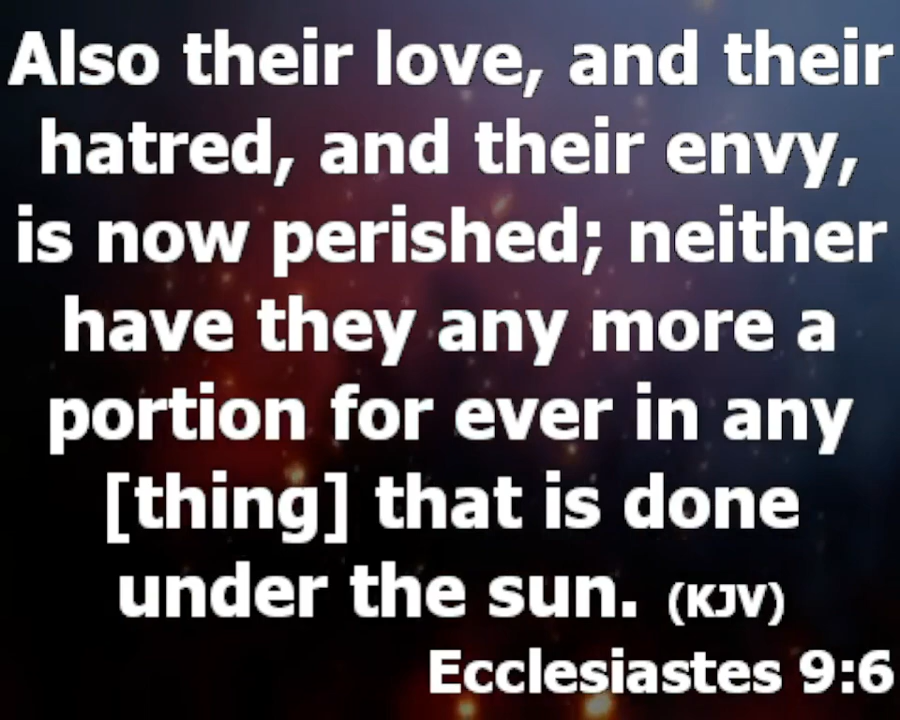 Also their love, and their
hatred, and their envy,
is now perished; neither
have they any more a
portion for ever in any
[thing] that is done
under the sun. (KJV)
Ecclesiastes 9:6